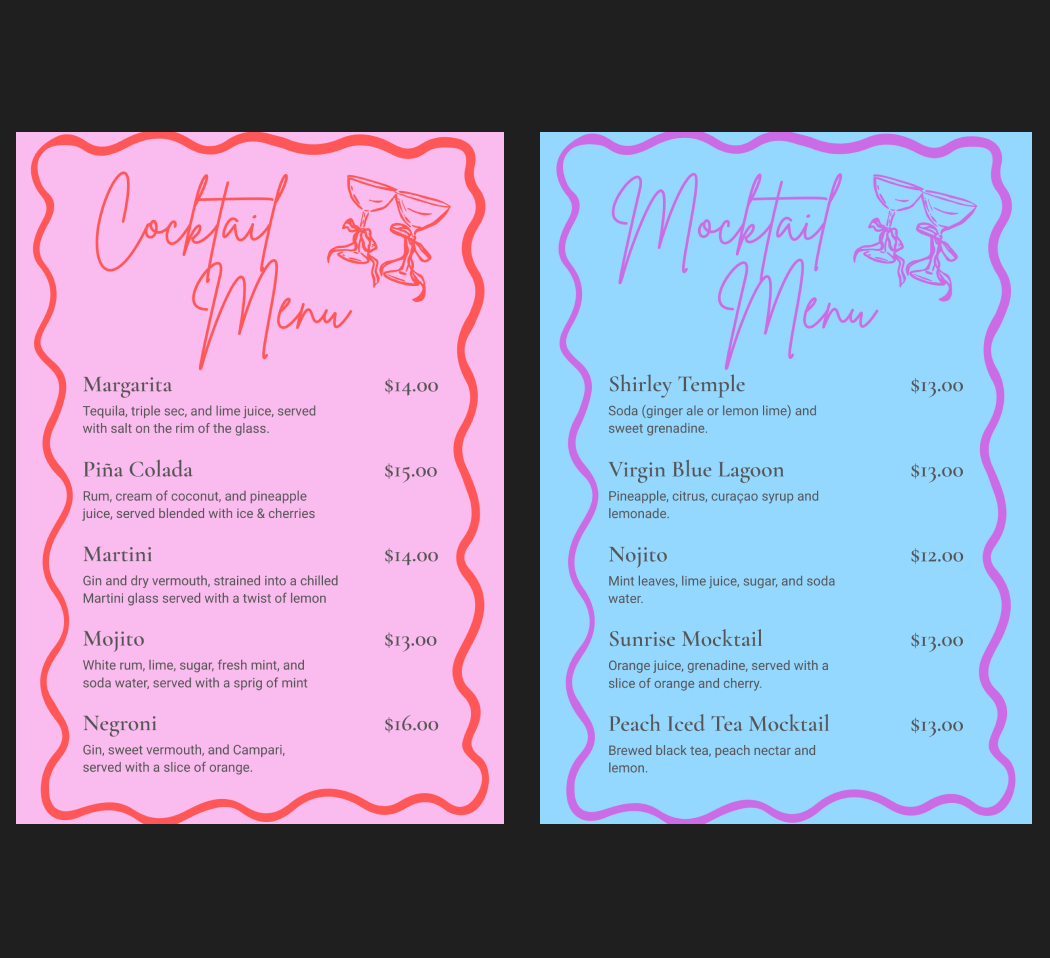 Cocktail
Menu
Margarita $14.00
Tequila, triple sec, and lime juice, served
with salt on the rim of the glass.
Piña Colada $15.00
Rum, cream of coconut, and pineapple
juice, served blended with ice & cherries
Martini $14.00
Gin and dry vermouth, strained into a chilled
Martini glass served with a twist of lemon
Mojito $13.00
White rum, lime, sugar, fresh mint, and
soda water, served with a sprig of mint
Negroni $16.00
Gin, sweet vermouth, and Campari,
served with a slice of orange.
Mocktail
Menu
Shirley Temple $13.00
Soda (ginger ale or lemon lime) and
sweet grenadine.
Virgin Blue Lagoon $13.00
Pineapple, citrus, curaçao syrup and
lemonade.
Nojito $12.00
Mint leaves, lime juice, sugar, and soda
water.
Sunrise Mocktail $13.00
Orange juice, grenadine, served with a
slice of orange and cherry.
Peach Iced Tea Mocktail $13.00
Brewed black tea, peach nectar and
lemon.